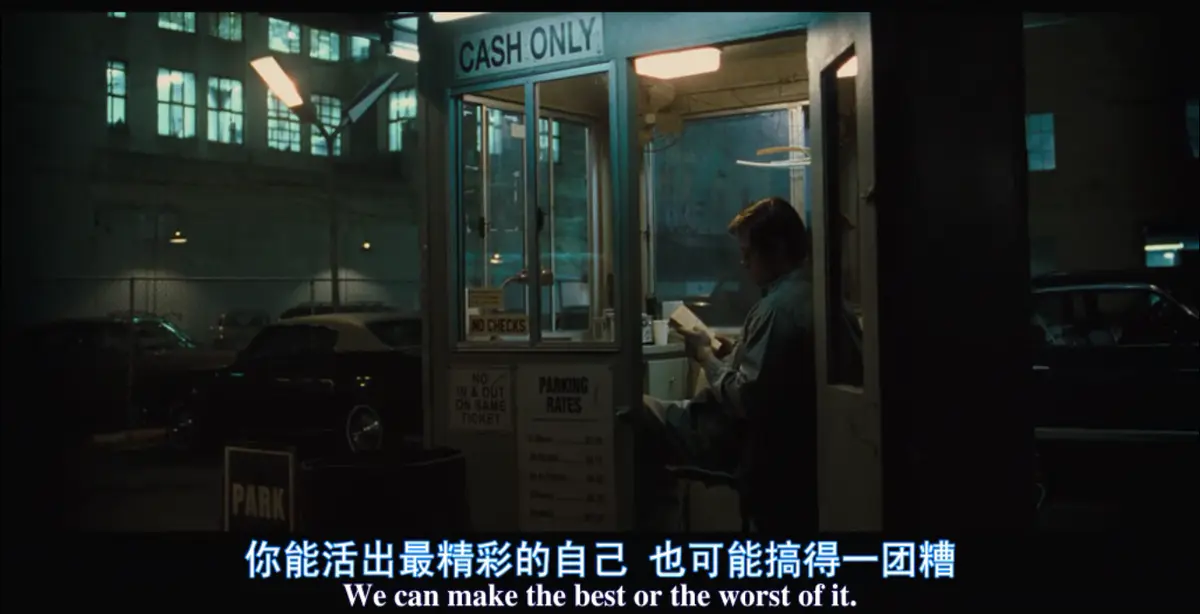 CASH ONLY
NO CHECKS
NO
IN & OUT
ON SAME
TICKET
PARKING
RATES
PARK
你能活出最精彩的自己 也可能搞得一团糟
We can make the best or the worst of it.